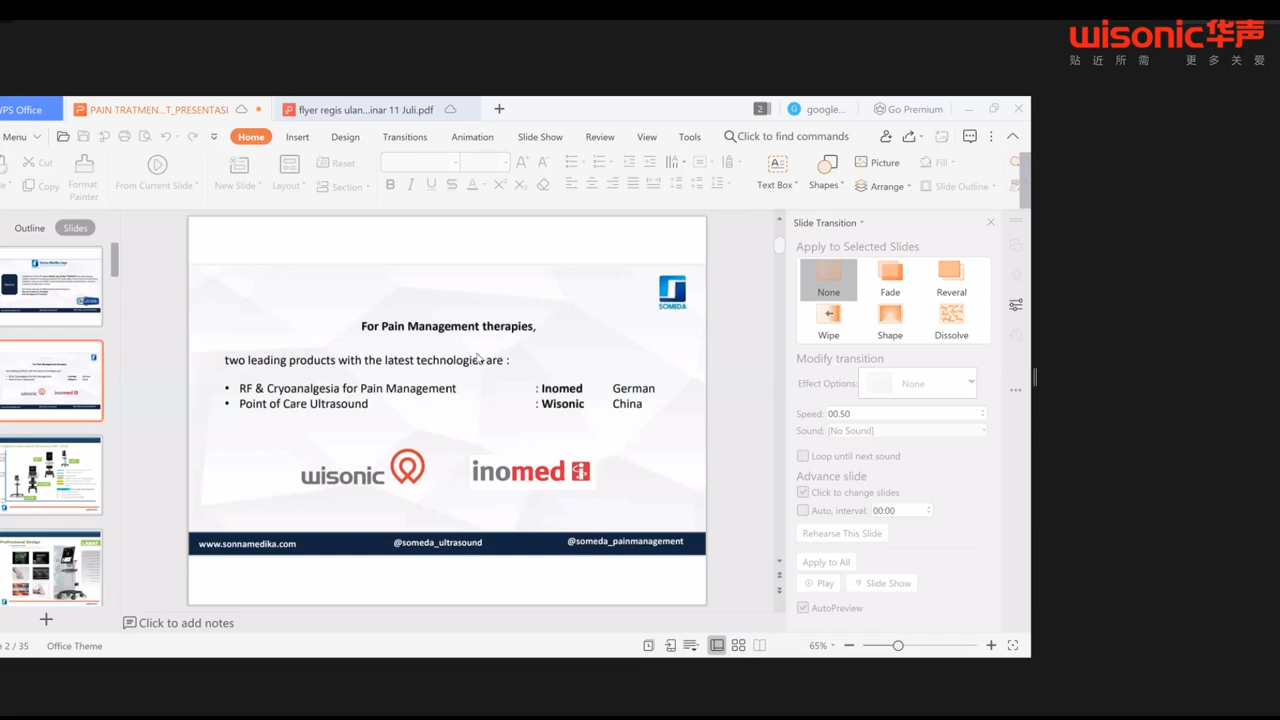 wisonic华声
贴近所需 更多关爱
WPS Office
PAIN TRATMEN...T_PRESENTASI
flyer regis ulan...inar 11 Juli.pdf
2
G
google...
Go Premium
Menu
Home
Insert
Design
Transitions
Animation
Slide Show
Review
View
Tools
Click to find commands
Cut
Copy
Format
Painter
From Current Slide
New Slide
Layout
Reset
Section
B I U S A X² X₂
Text Box
Shapes
Picture
Arrange
Fill
Slide Outline
Outline
Slides
SOMEDA
For Pain Management therapies,
two leading products with the latest technologies are :
• RF & Cryoanalgesia for Pain Management : Inomed German
• Point of Care Ultrasound : Wisonic China
wisonic
inomed
www.sonnamedika.com
@someda_ultrasound
@someda_painmanagement
Slide Transition
Apply to Selected Slides
None
Fade
Reveral
Wipe
Shape
Dissolve
Modify transition
Effect Options:
None
Speed: 00.50
Sound: [No Sound]
Loop until next sound
Advance slide
Click to change slides
Auto, interval: 00:00
Rehearse This Slide
Apply to All
Play
Slide Show
AutoPreview
Click to add notes
e 2 / 35
Office Theme
65%